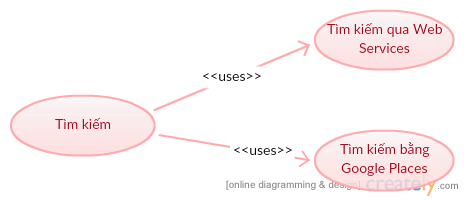 Tìm kiếm qua Web
Services
<<uses>>
Tìm kiếm
<<uses>>
Tìm kiếm bằng
Google Places
[online diagramming & design] creately.com